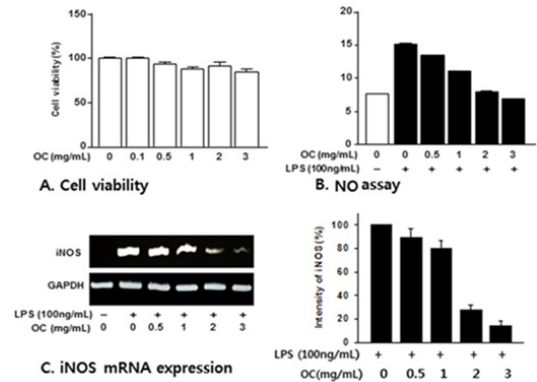 150
100
50
0
Cell viability (%)
OC (mg/mL) 0 0.1 0.5 1 2 3
A. Cell viability
20
15
10
5
0
OC (mg/mL) 0 0 0.5 1 2 3
LPS (100ng/mL) – + + + + +
B. NO assay
iNOS
GAPDH
LPS (100ng/mL) – + + + + +
OC (mg/mL) 0 0 0.5 1 2 3
C. iNOS mRNA expression
100
80
60
40
20
0
Intensity of iNOS (%)
LPS (100ng/mL) + + + + +
OC(mg/mL) 0 0.5 1 2 3